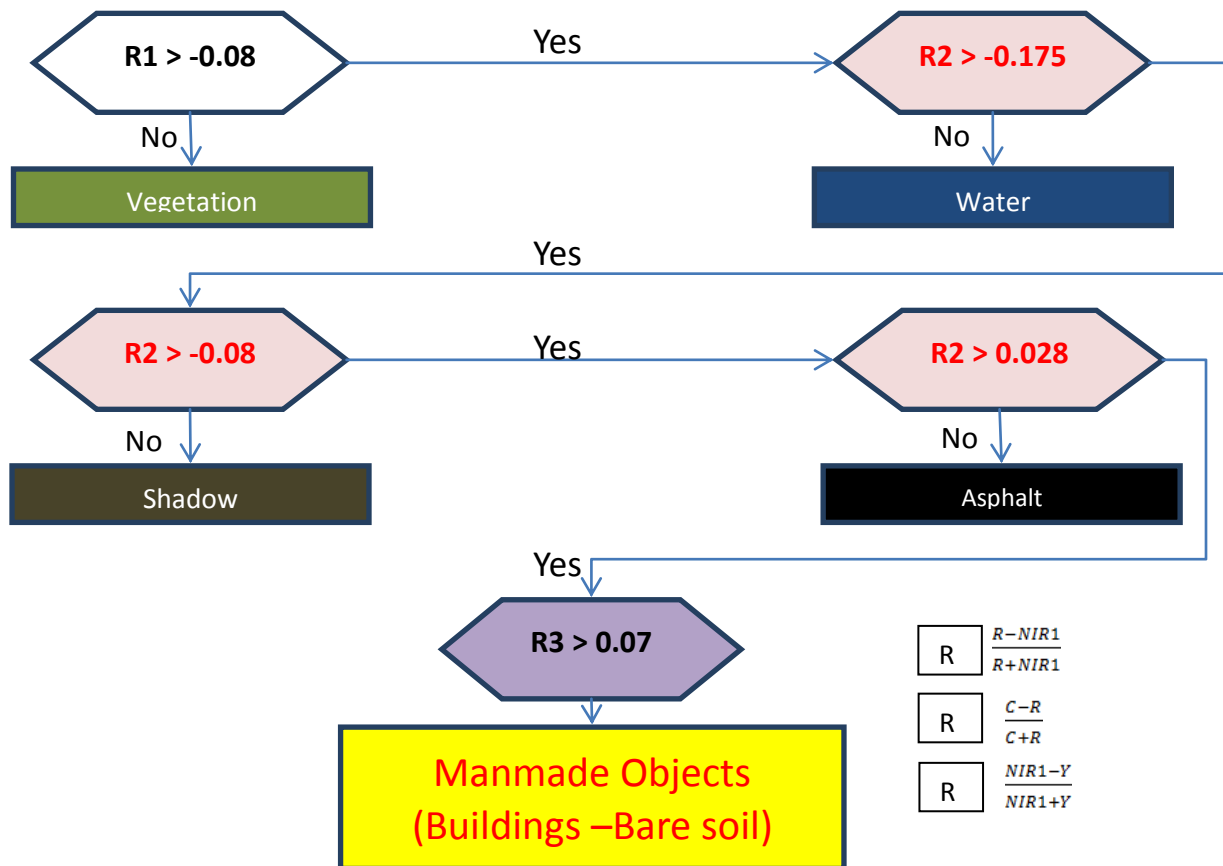 R1 > -0.08
Yes
R2 > -0.175
No
No
Vegetation
Water
Yes
R2 > -0.08
Yes
R2 > 0.028
No
No
Shadow
Asphalt
Yes
R3 > 0.07
R
R−NIR1
R+NIR1
R
C−R
C+R
R
NIR1−Y
NIR1+Y
Manmade Objects
(Buildings –Bare soil)